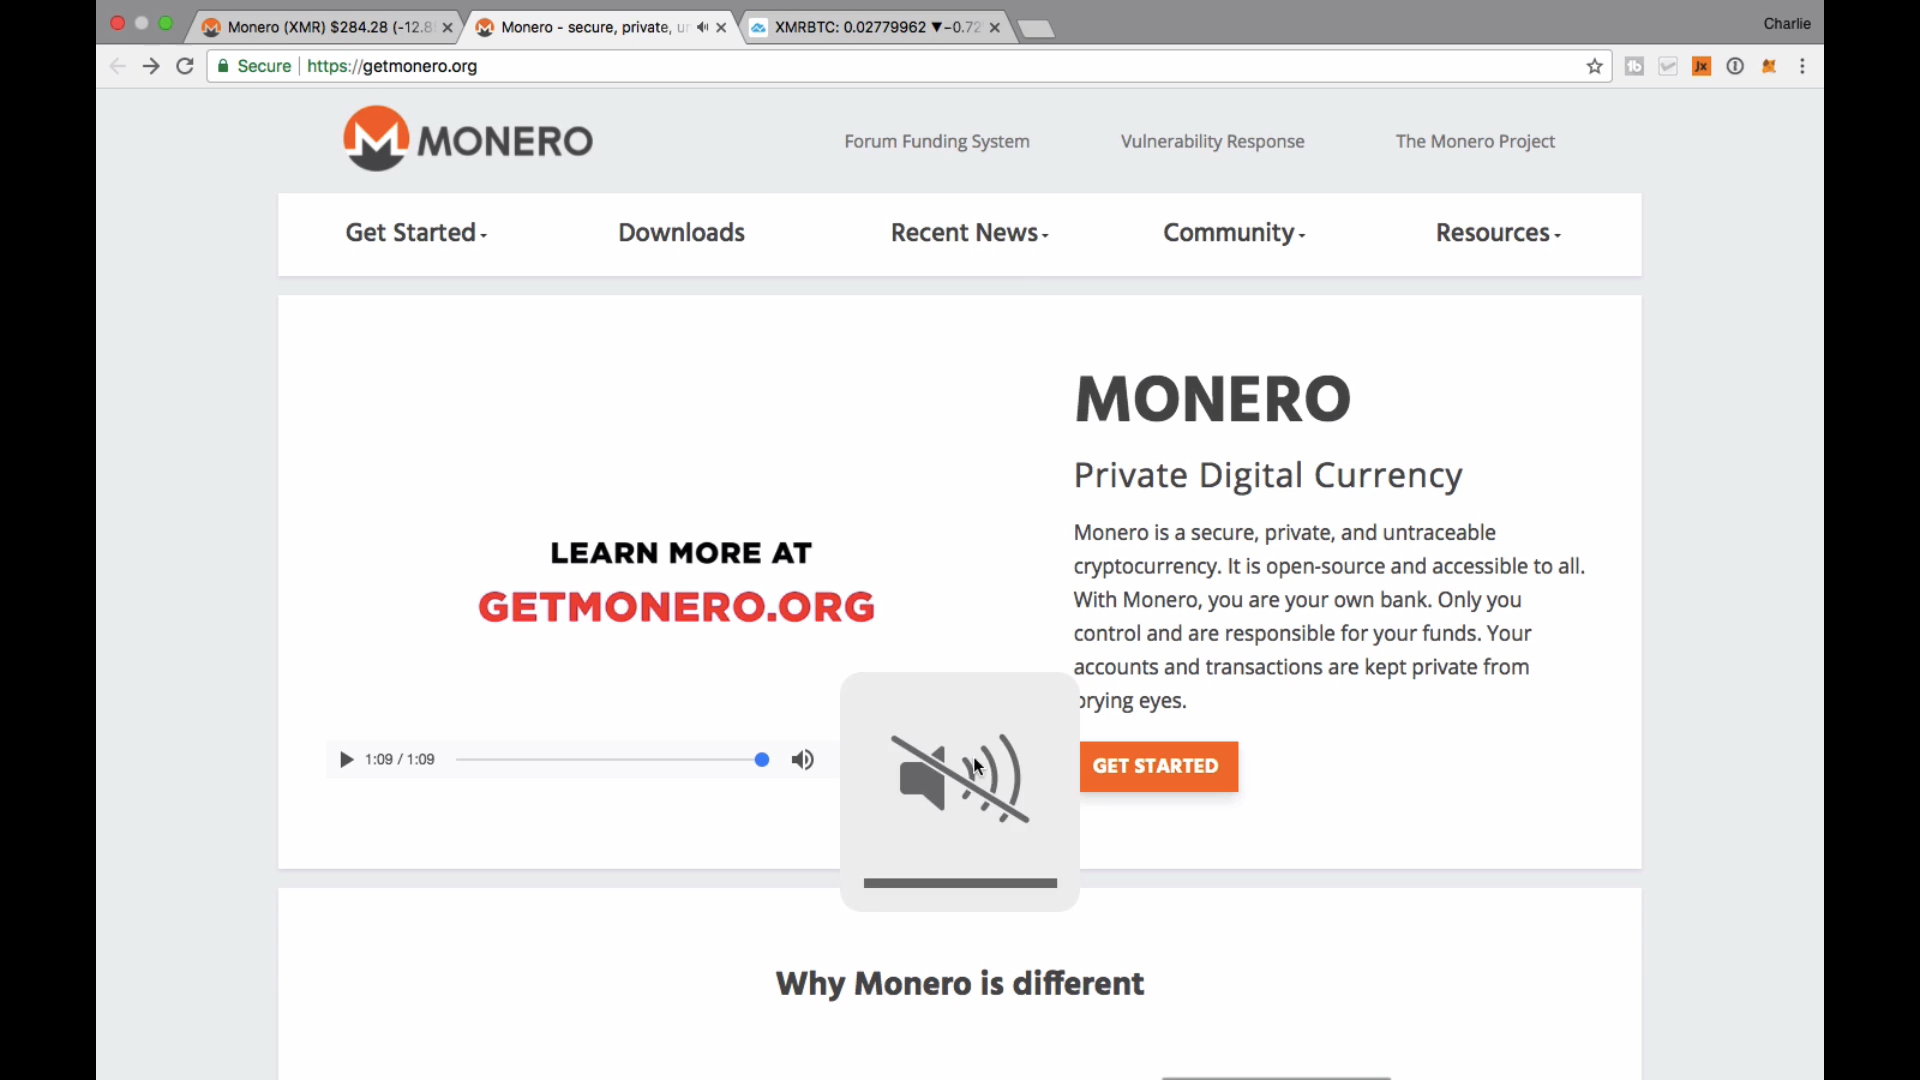 Monero (XMR) $284.28 (-12.8
Monero - secure, private, u
XMRBTC: 0.02779962 ▼−0.72
Charlie
Secure
https://getmonero.org
MONERO
Forum Funding System
Vulnerability Response
The Monero Project
Get Started
Downloads
Recent News
Community
Resources
LEARN MORE AT
GETMONERO.ORG
1:09 / 1:09
MONERO
Private Digital Currency
Monero is a secure, private, and untraceable
cryptocurrency. It is open-source and accessible to all.
With Monero, you are your own bank. Only you
control and are responsible for your funds. Your
accounts and transactions are kept private from
prying eyes.
GET STARTED
Why Monero is different